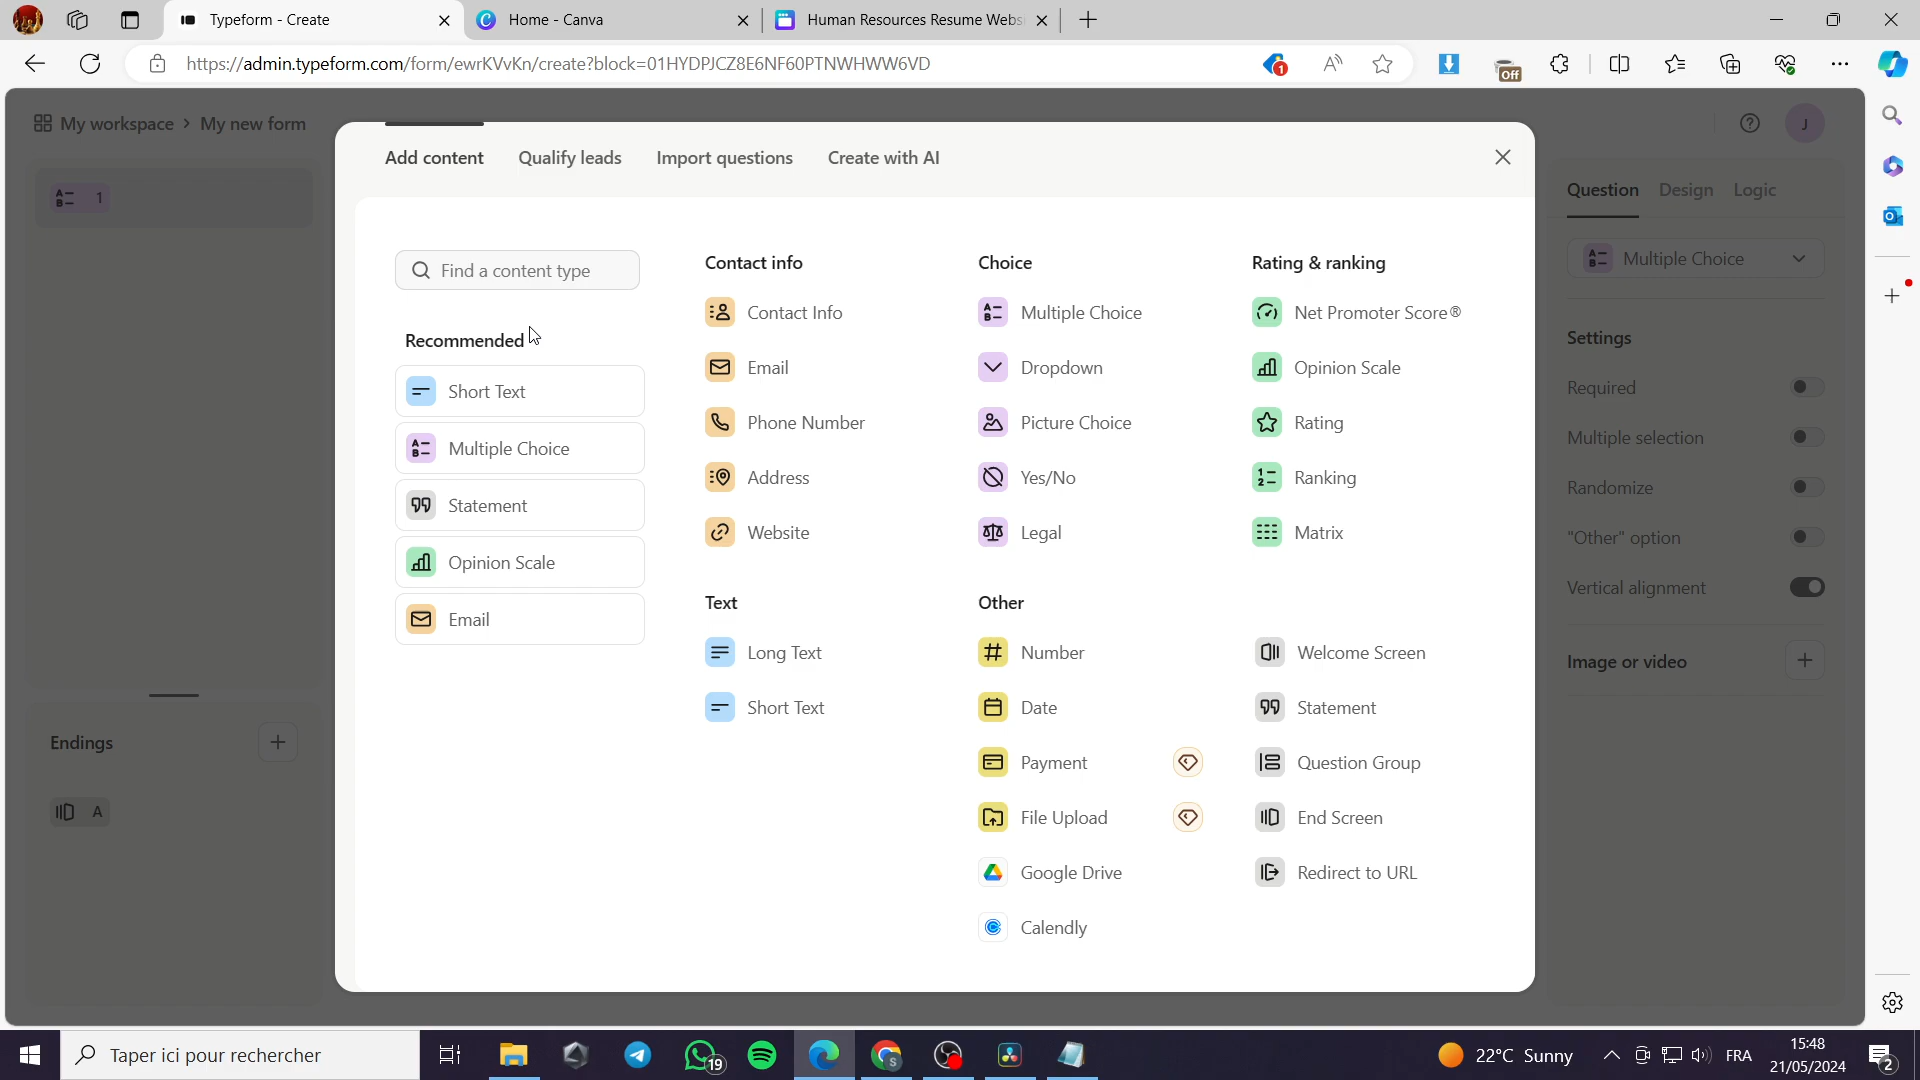 Typeform - Create
Home - Canva
Human Resources Resume Webs
https://admin.typeform.com/form/ewrKVvKn/create?block=01HYDPJCZ8E6NF60PTNWHWW6VD
1
Off
My workspace > My new form
J
Add content
Qualify leads
Import questions
Create with AI
Question
Design
Logic
A
B
1
Multiple Choice
Find a content type
Recommended
Short Text
Multiple Choice
Statement
Opinion Scale
Email
Contact info
Contact Info
Email
Phone Number
Address
Website
Text
Long Text
Short Text
Choice
Multiple Choice
Dropdown
Picture Choice
Yes/No
Legal
Other
Number
Date
Payment
File Upload
Google Drive
Calendly
Rating & ranking
Net Promoter Score®
Opinion Scale
Rating
Ranking
Matrix
Welcome Screen
Statement
Question Group
End Screen
Redirect to URL
Settings
Required
Multiple selection
Randomize
"Other" option
Vertical alignment
Image or video
Endings
A
Taper ici pour rechercher
19
22°C Sunny
FRA
15:48
21/05/2024
2